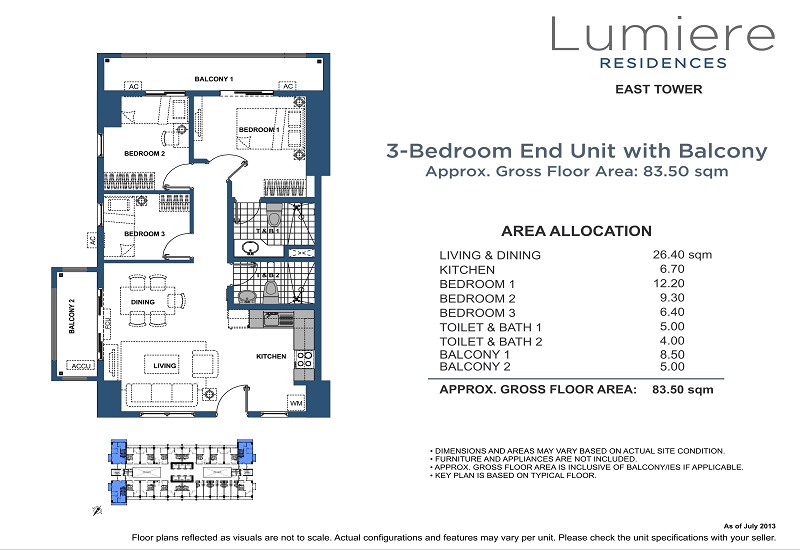 Lumiere
RESIDENCES
EAST TOWER
3-Bedroom End Unit with Balcony
Approx. Gross Floor Area: 83.50 sqm
AREA ALLOCATION
LIVING & DINING 26.40 sqm
KITCHEN 6.70
BEDROOM 1 12.20
BEDROOM 2 9.30
BEDROOM 3 6.40
TOILET & BATH 1 5.00
TOILET & BATH 2 4.00
BALCONY 1 8.50
BALCONY 2 5.00
APPROX. GROSS FLOOR AREA: 83.50 sqm
• DIMENSIONS AND AREAS MAY VARY BASED ON ACTUAL SITE CONDITION.
• FURNITURE AND APPLIANCES ARE NOT INCLUDED.
• APPROX. GROSS FLOOR AREA IS INCLUSIVE OF BALCONY/IES IF APPLICABLE.
• KEY PLAN IS BASED ON TYPICAL FLOOR.
BALCONY 1
AC
AC
BEDROOM 1
BEDROOM 2
BEDROOM 3
AC
T & B 1
T & B 2
DINING
BALCONY 2
FCU
ACCU
LIVING
KITCHEN
WM
As of July 2013
Floor plans reflected as visuals are not to scale. Actual configurations and features may vary per unit. Please check the unit specifications with your seller.